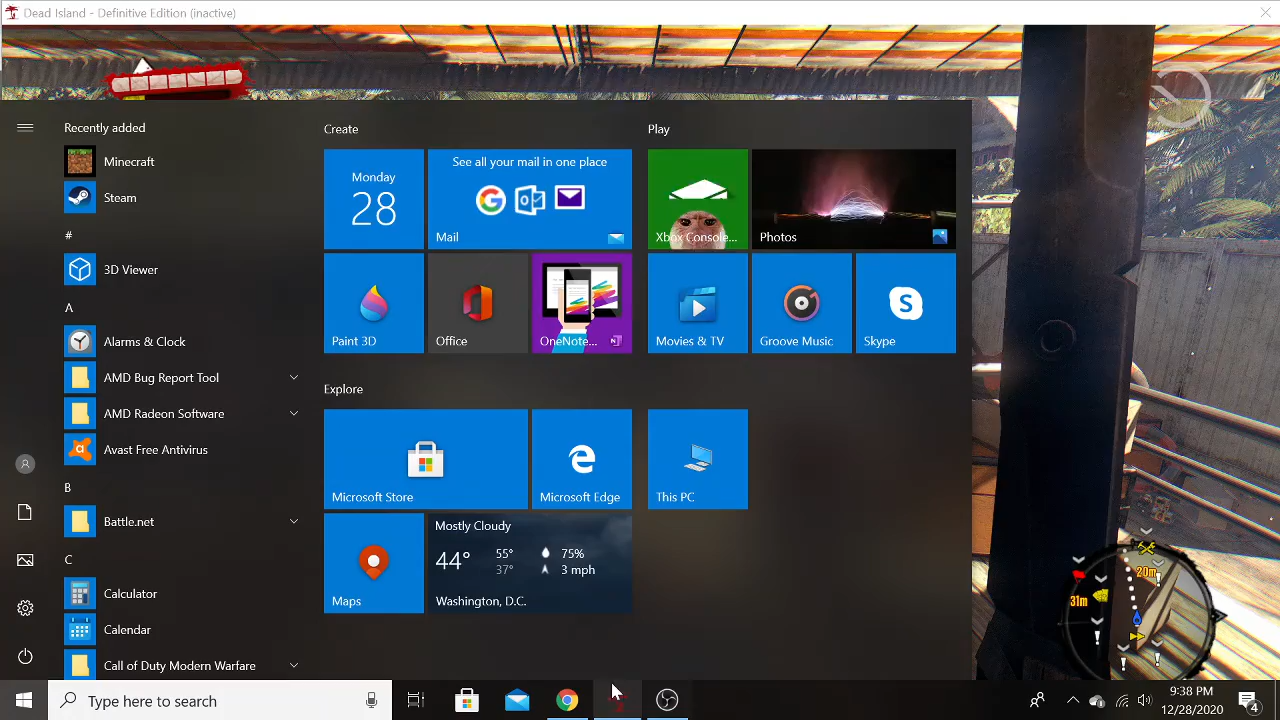 Dead Island - Definitive Edition (inactive)
Recently added
Minecraft
Steam
#
3D Viewer
A
Alarms & Clock
AMD Bug Report Tool
AMD Radeon Software
Avast Free Antivirus
B
Battle.net
C
Calculator
Calendar
Call of Duty Modern Warfare
Create
Monday
28
See all your mail in one place
Mail
Paint 3D
Office
OneNote...
Play
Xbox Console...
Photos
Movies & TV
Groove Music
Skype
Explore
Microsoft Store
Microsoft Edge
This PC
Maps
Mostly Cloudy
44° 55° 75%
37° 3 mph
Washington, D.C.
20m
31m
Type here to search
9:38 PM
12/28/2020
4